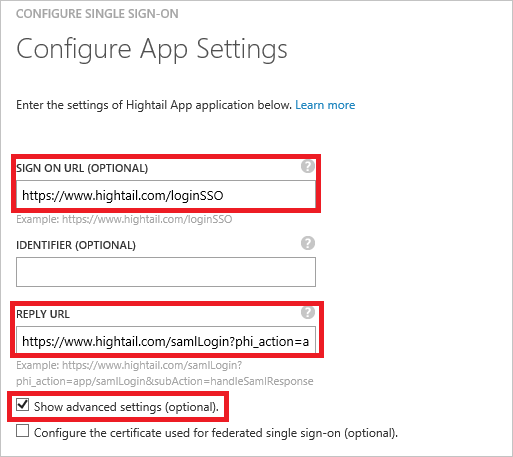 CONFIGURE SINGLE SIGN-ON
Configure App Settings
Enter the settings of Hightail App application below. Learn more
SIGN ON URL (OPTIONAL) ?
https://www.hightail.com/loginSSO
Example: https://www.hightail.com/loginSSO
IDENTIFIER (OPTIONAL) ?
REPLY URL ?
https://www.hightail.com/samlLogin?phi_action=a
Example: https://www.hightail.com/samlLogin?
phi_action=app/samlLogin&subAction=handleSamlResponse
Show advanced settings (optional).
Configure the certificate used for federated single sign-on (optional).